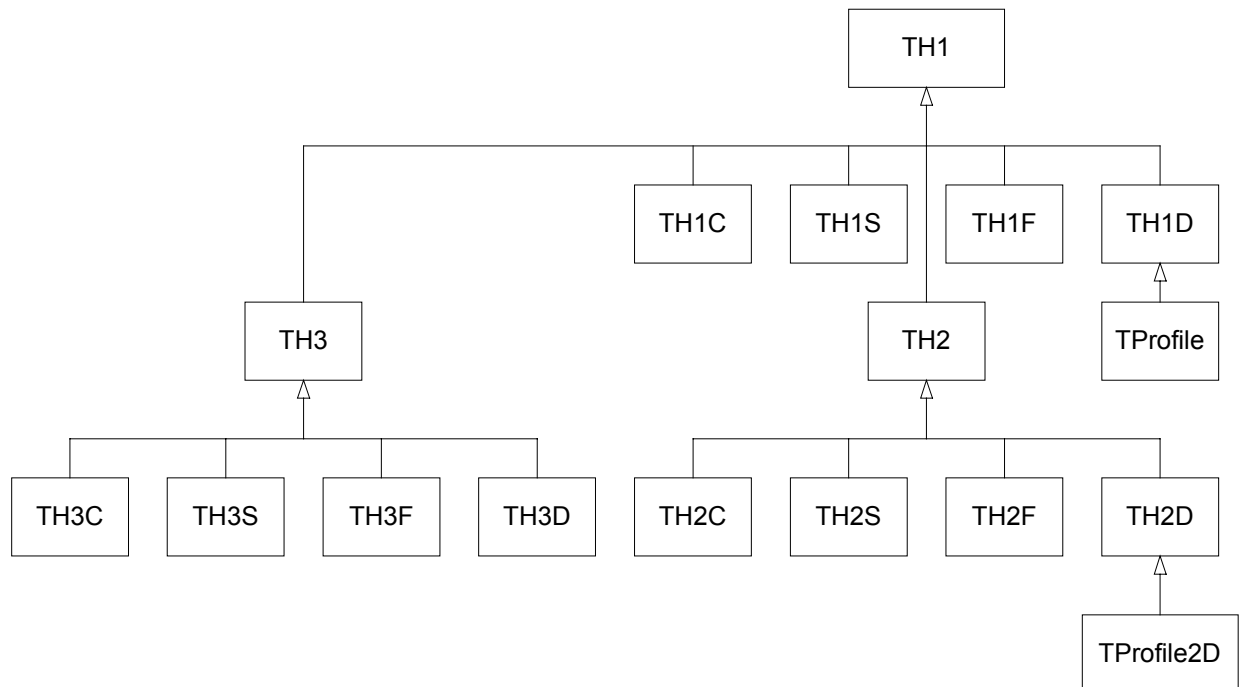 TH1
TH1C TH1S TH1F TH1D
TH3 TH2 TProfile
TH3C TH3S TH3F TH3D TH2C TH2S TH2F TH2D
TProfile2D